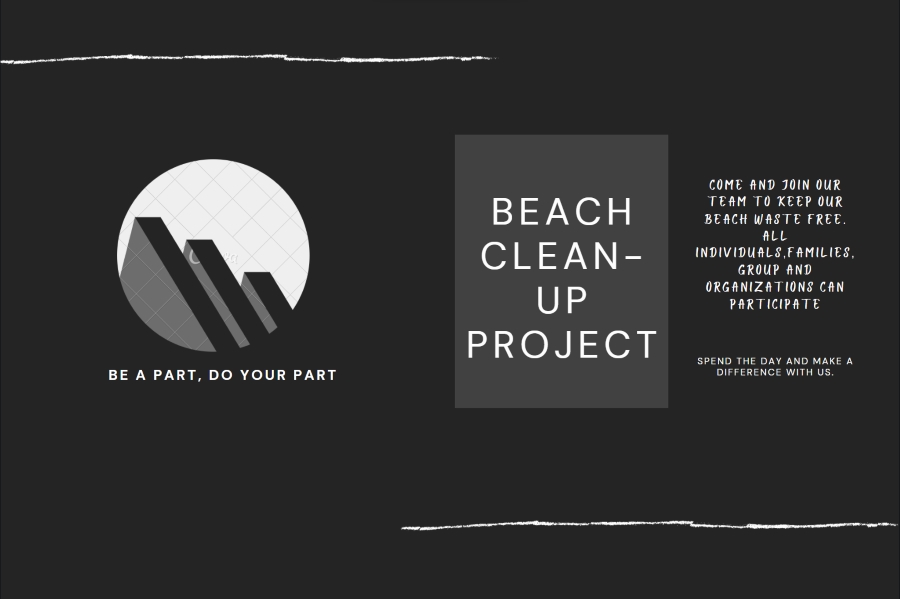 BE A PART, DO YOUR PART
BEACH
CLEAN-
UP
PROJECT
COME AND JOIN OUR
TEAM TO KEEP OUR
BEACH WASTE FREE.
ALL
INDIVIDUALS,FAMILIES,
GROUP AND
ORGANIZATIONS CAN
PARTICIPATE
SPEND THE DAY AND MAKE A
DIFFERENCE WITH US.